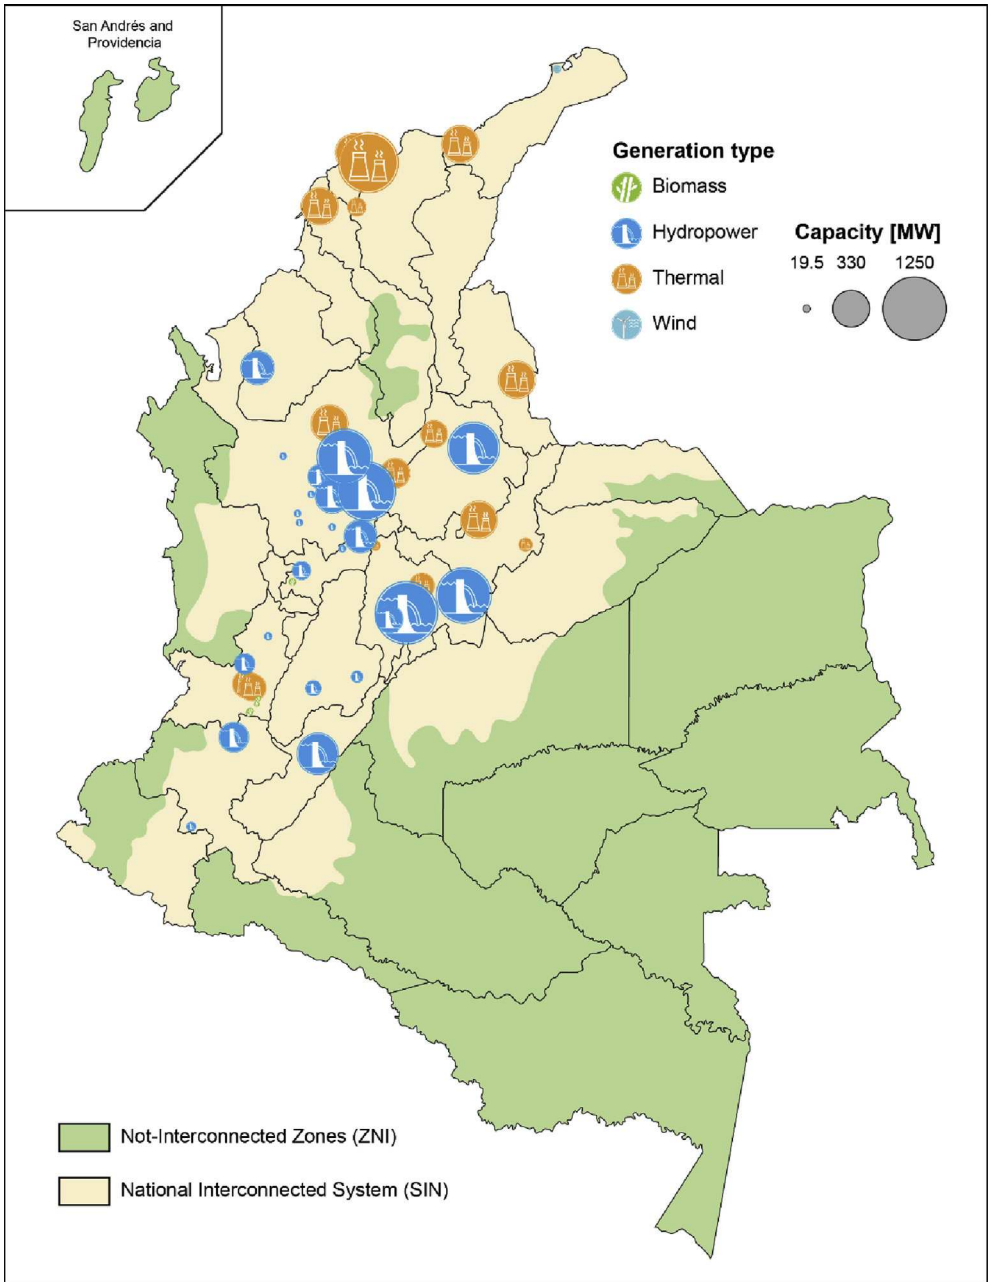 San Andrés and
Providencia
Generation type
Biomass
Hydropower
Thermal
Wind
Capacity [MW]
19.5 330 1250
Not-Interconnected Zones (ZNI)
National Interconnected System (SIN)